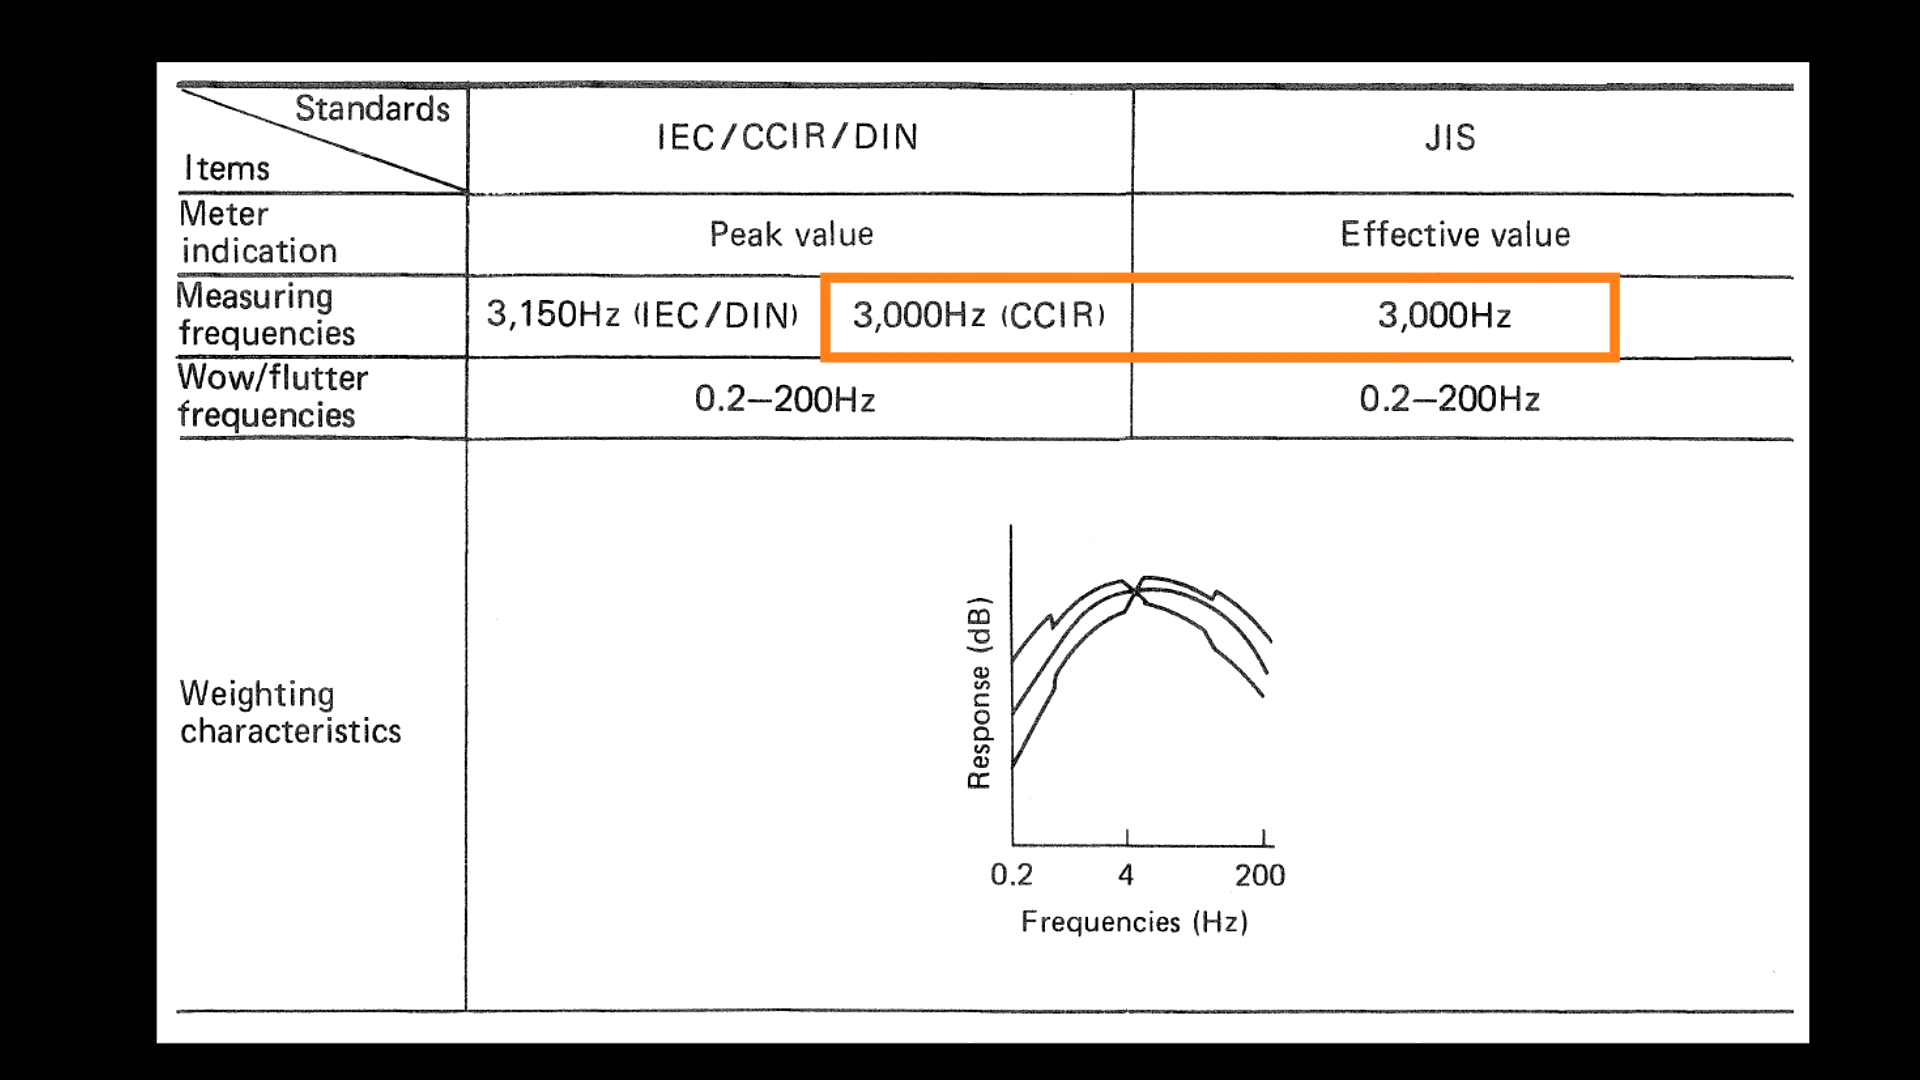 Standards
Items
IEC/CCIR/DIN
JIS
Meter
indication
Peak value
Effective value
Measuring
frequencies
3,150Hz (IEC/DIN)
3,000Hz (CCIR)
3,000Hz
Wow/flutter
frequencies
0.2–200Hz
0.2–200Hz
Weighting
characteristics
Response (dB)
0.2
4
200
Frequencies (Hz)